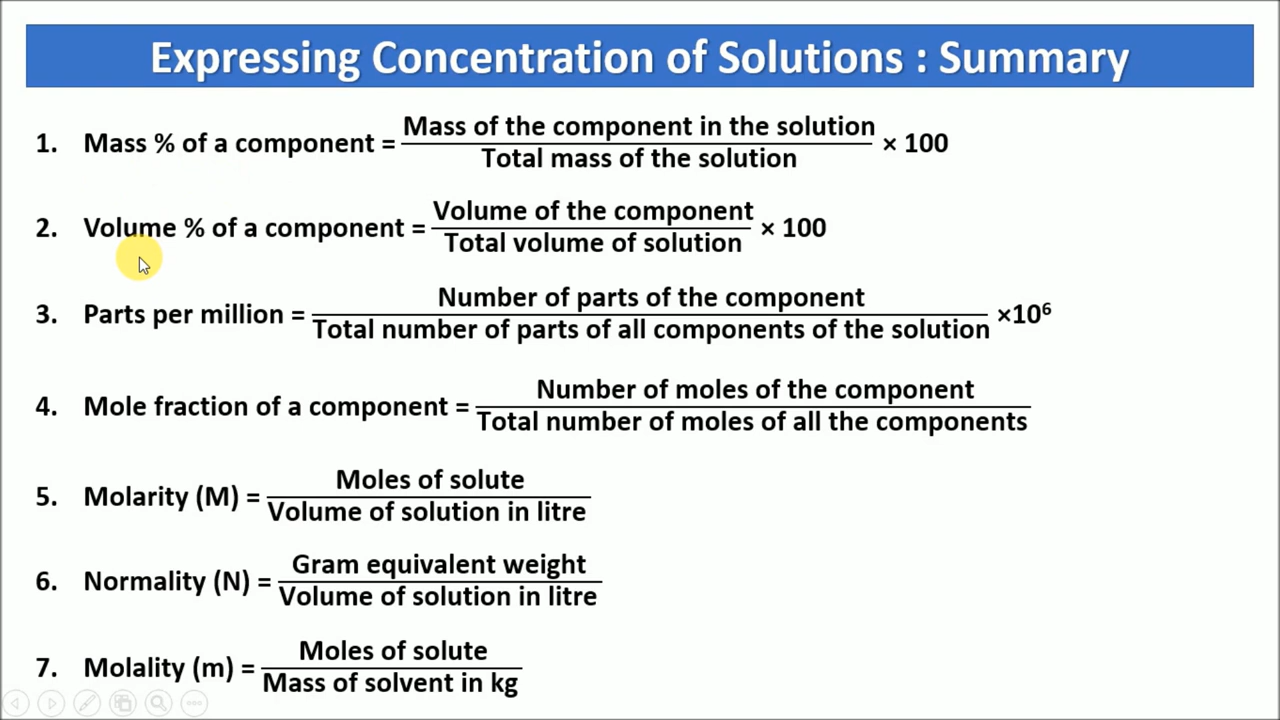 Expressing Concentration of Solutions : Summary
1. Mass % of a component = Mass of the component in the solution / Total mass of the solution × 100
2. Volume % of a component = Volume of the component / Total volume of solution × 100
3. Parts per million = Number of parts of the component / Total number of parts of all components of the solution ×10⁶
4. Mole fraction of a component = Number of moles of the component / Total number of moles of all the components
5. Molarity (M) = Moles of solute / Volume of solution in litre
6. Normality (N) = Gram equivalent weight / Volume of solution in litre
7. Molality (m) = Moles of solute / Mass of solvent in kg